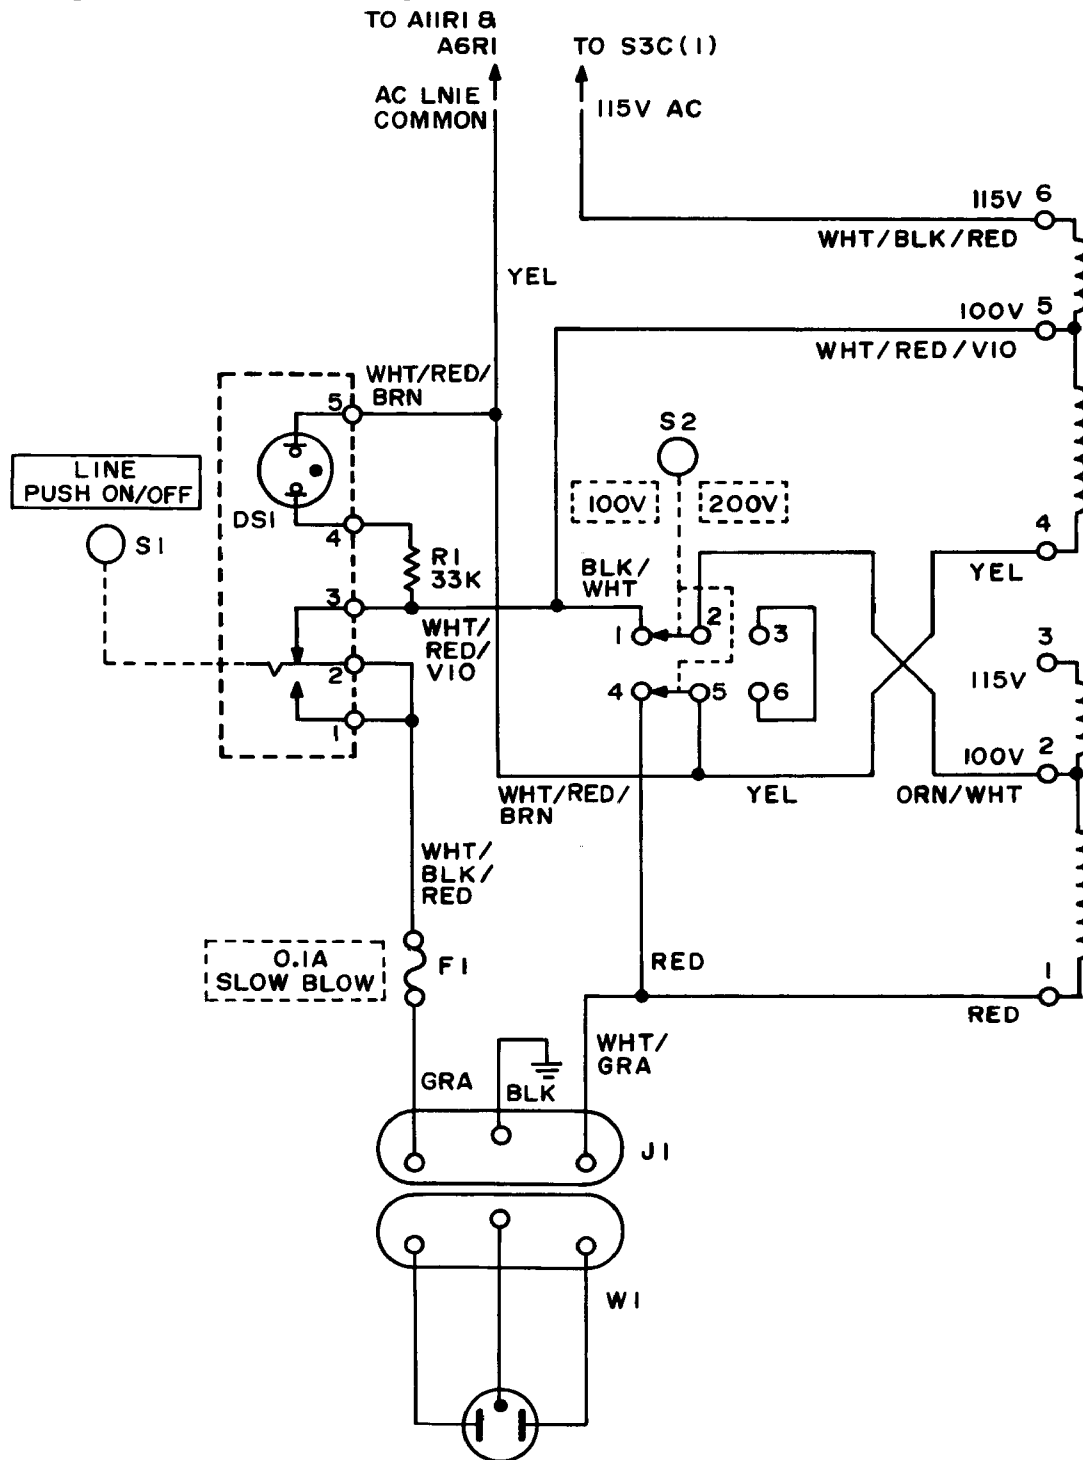 TO A11R1 &
A6R1
TO S3C(1)
AC LNIE
COMMON
115V AC
115V 6
WHT/BLK/RED
YEL
100V 5
WHT/RED/VIO
WHT/RED/
BRN
5
S2
LINE
PUSH ON/OFF
100V
200V
DS1
4
S1
R1
33K
4
YEL
BLK/
WHT
3
1
2
3
WHT/
RED/
VIO
2
3
115V
4
5
6
1
100V 2
WHT/RED/
BRN
YEL
ORN/WHT
WHT/
BLK/
RED
0.1A
SLOW BLOW
F1
RED
1
RED
WHT/
GRA
GRA
BLK
J1
W1